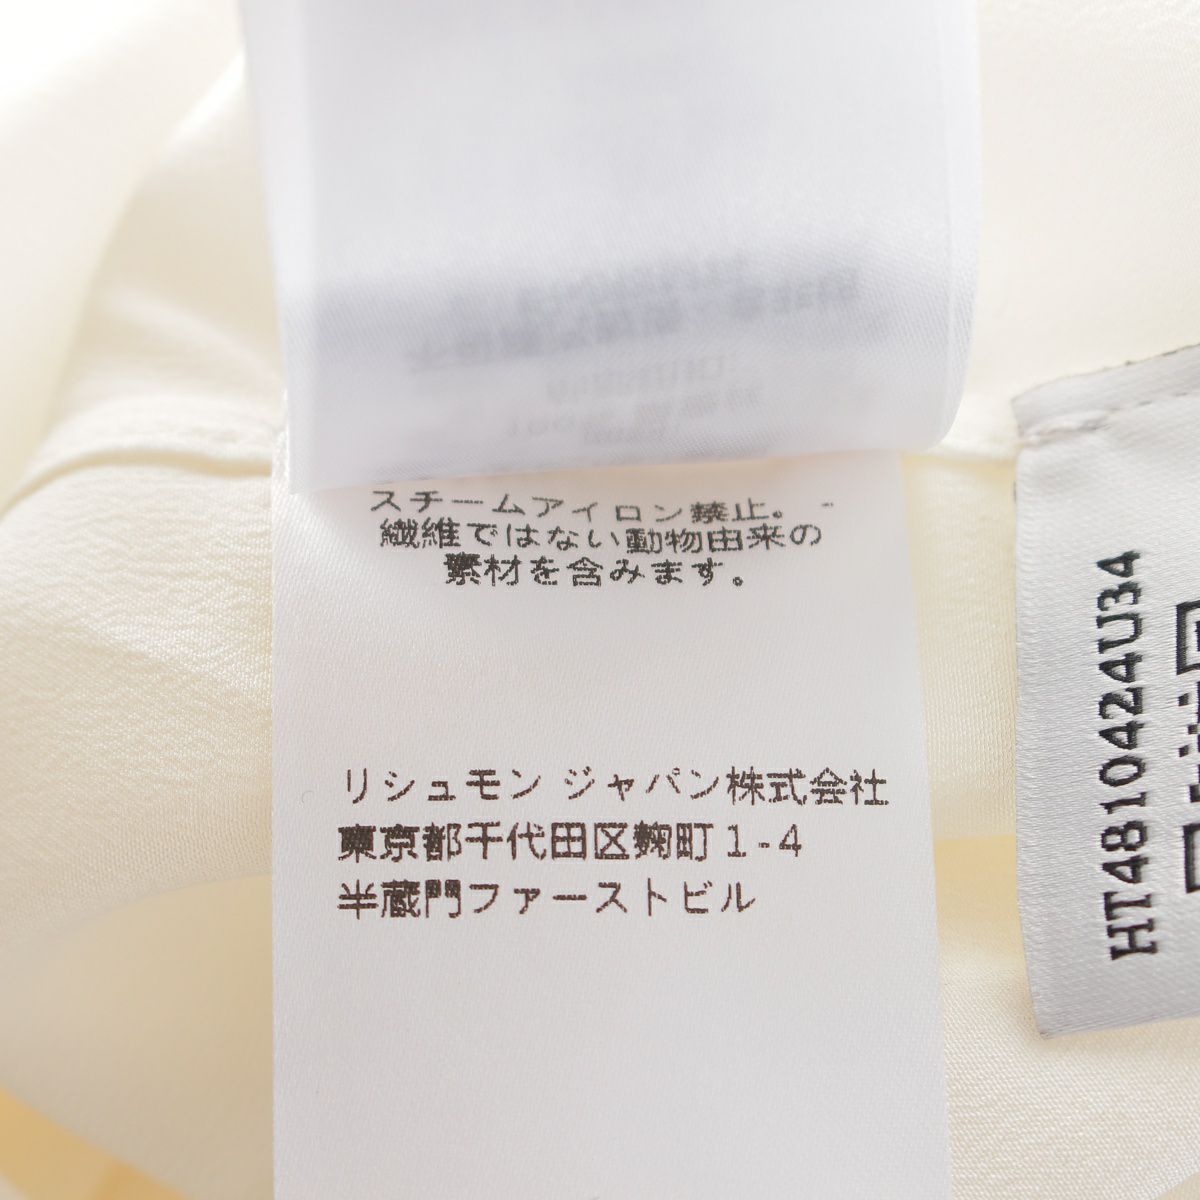 スチームアイロン禁止。
繊維ではない動物由来の
素材を含みます。
リシュモン ジャパン株式会社
東京都千代田区麹町 1-4
半蔵門ファーストビル
HT4810424U34